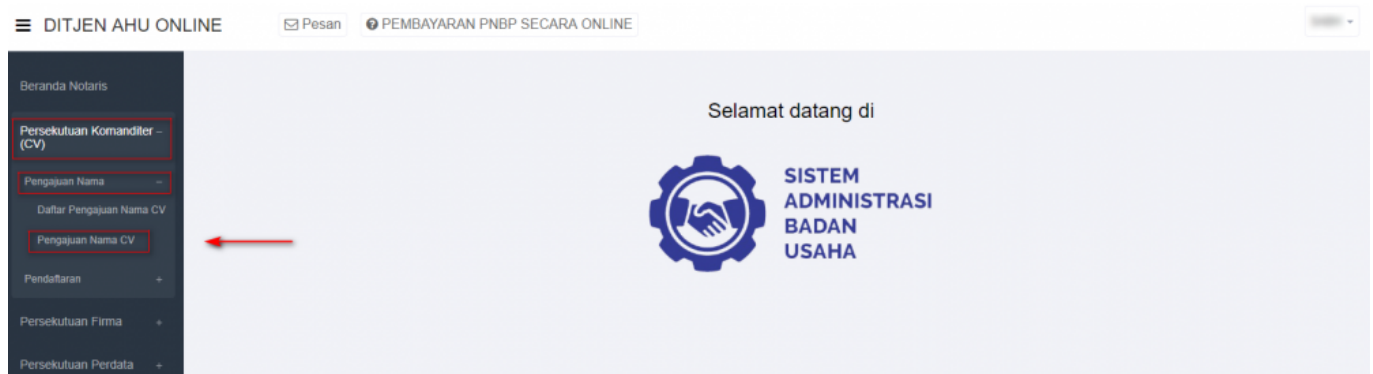 ≡ DITJEN AHU ONLINE Pesan PEMBAYARAN PNBP SECARA ONLINE
Beranda Notaris
Persekutuan Komanditer –
(CV)
Pengajuan Nama –
Daftar Pengajuan Nama CV
Pengajuan Nama CV
Pendaftaran +
Persekutuan Firma +
Persekutuan Perdata +
Selamat datang di
SISTEM
ADMINISTRASI
BADAN
USAHA